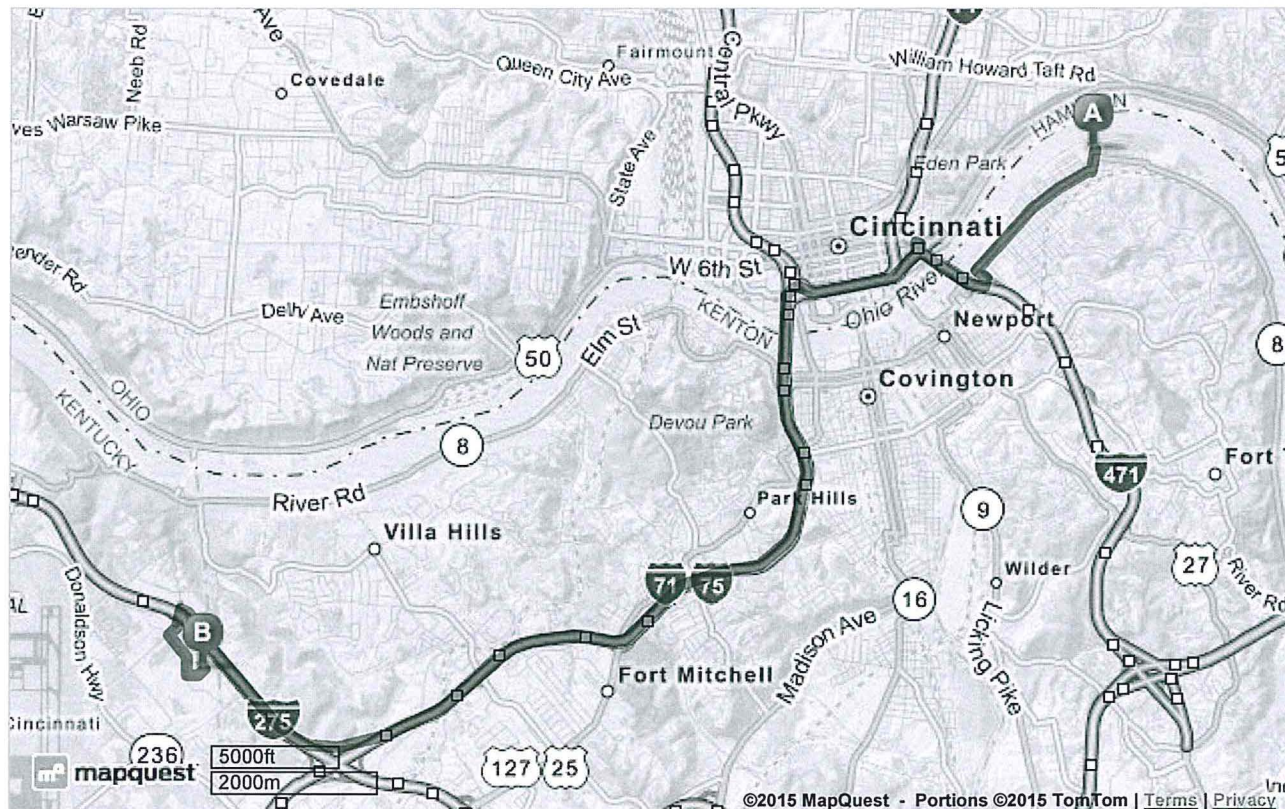 Neeb Rd
Ave
Covedale
Fairmount
Queen City Ave
Central Pkwy
William Howard Taft Rd
Warsaw Pike
State Ave
A
Eden Park
Cincinnati
W 6th St
Ohio River
KENTON
Newport
Delhi Ave
Embshoff
Woods and
Nat Preserve
50
Elm St
8
Covington
OHIO
KENTUCKY
Devou Park
8
River Rd
471
Fort
Park Hills
9
Villa Hills
71
75
Wilder
27
River Rd
Donaldson Hwy
16
B
Madison Ave
Licking Pike
Fort Mitchell
275
Cincinnati
236
5000ft
2000m
127
25
mapquest
©2015 MapQuest - Portions ©2015 TomTom | Terms | Privacy